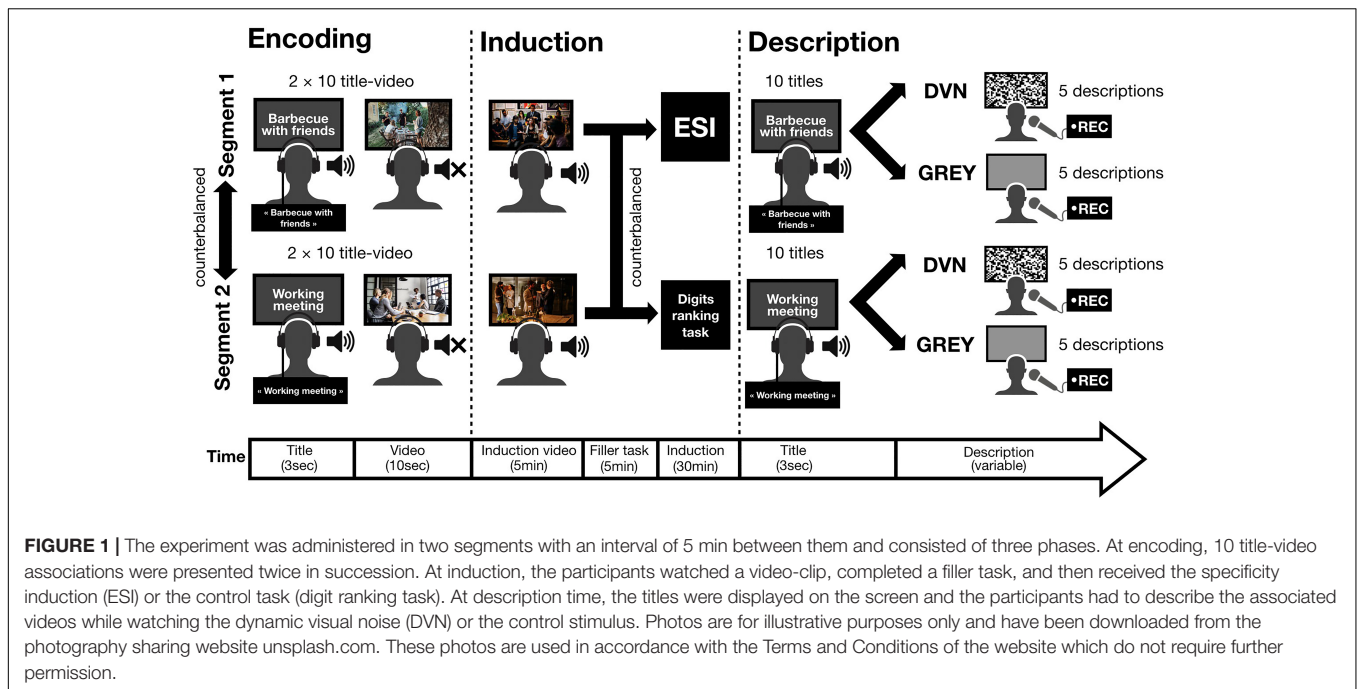 Encoding
Induction
Description
Segment 1
counterbalanced
Segment 2
2 × 10 title-video
Barbecue
with friends
« Barbecue with
friends »
2 × 10 title-video
Working
meeting
« Working meeting »
counterbalanced
ESI
Digits
ranking
task
10 titles
Barbecue
with friends
« Barbecue with
friends »
DVN
•REC
5 descriptions
GREY
•REC
5 descriptions
10 titles
Working
meeting
« Working meeting »
DVN
•REC
5 descriptions
GREY
•REC
5 descriptions
Time
Title
(3sec)
Video
(10sec)
Induction video
(5min)
Filler task
(5min)
Induction
(30min)
Title
(3sec)
Description
(variable)
FIGURE 1 | The experiment was administered in two segments with an interval of 5 min between them and consisted of three phases. At encoding, 10 title-video
associations were presented twice in succession. At induction, the participants watched a video-clip, completed a filler task, and then received the specificity
induction (ESI) or the control task (digit ranking task). At description time, the titles were displayed on the screen and the participants had to describe the associated
videos while watching the dynamic visual noise (DVN) or the control stimulus. Photos are for illustrative purposes only and have been downloaded from the
photography sharing website unsplash.com. These photos are used in accordance with the Terms and Conditions of the website which do not require further
permission.